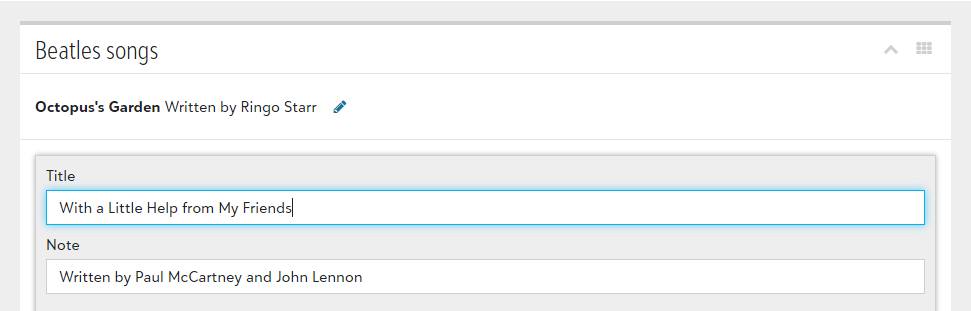 Beatles songs
Octopus's Garden Written by Ringo Starr
Title
With a Little Help from My Friends
Note
Written by Paul McCartney and John Lennon